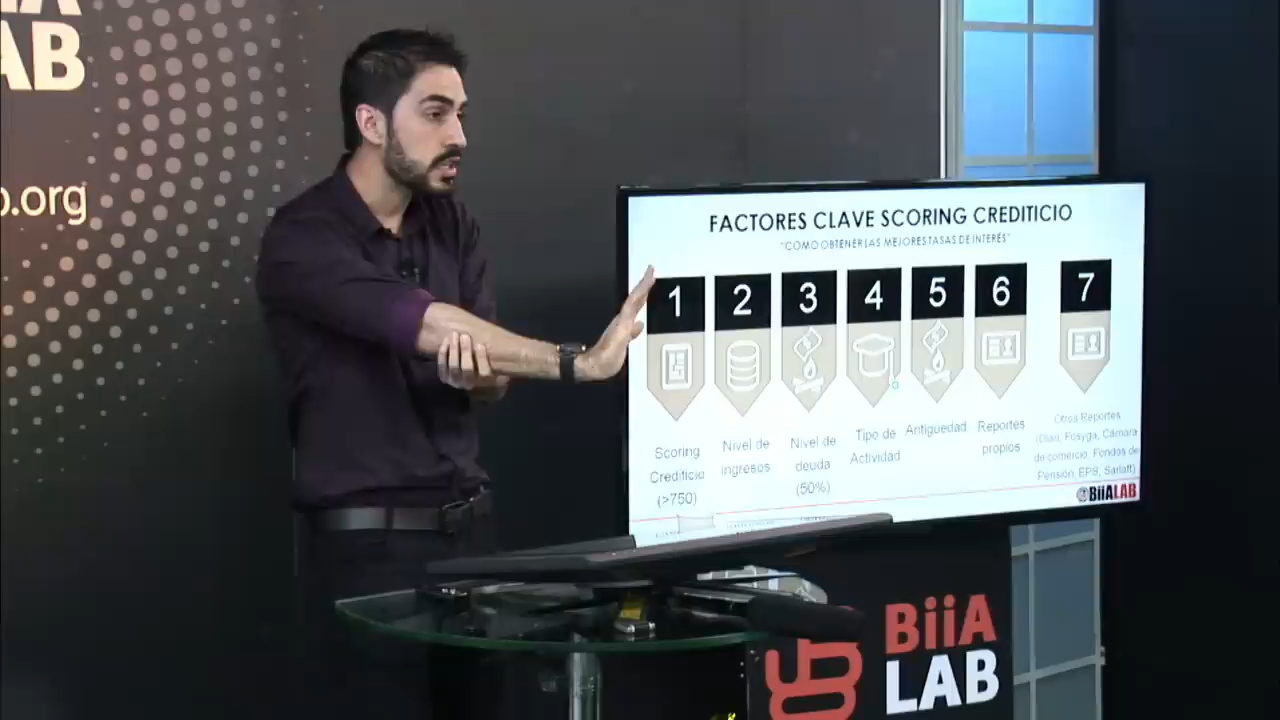 AB
o.org
FACTORES CLAVE SCORING CREDITICIO
"COMO OBTENER LAS MEJORES TASAS DE INTERÉS"
1
2
3
4
5
6
7
Scoring
Crediticio
(>750)
Nivel de
ingresos
Nivel de
deuda
(50%)
Tipo de
Actividad
Antigüedad
Reportes
propios
Otros Reportes
(Dian, Fosyga, Cámara
de comercio, Fondos de
Pensión, EPS, Sarlaft)
@BiiALAB
BiiA
LAB